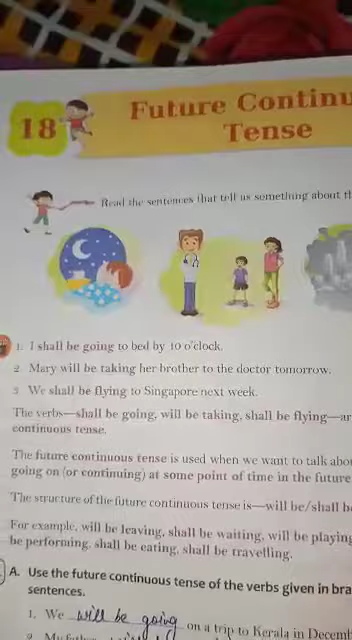 18
Future Continu
Tense
Read the sentences that tell us something about th
1. I shall be going to bed by 10 o'clock.
2. Mary will be taking her brother to the doctor tomorrow.
3. We shall be flying to Singapore next week.
The verbs—shall be going, will be taking, shall be flying—ar
continuous tense.
The future continuous tense is used when we want to talk abou
going on (or continuing) at some point of time in the future
The structure of the future continuous tense is—will be/shall be
For example, will be leaving, shall be waiting, will be playing
be performing, shall be eating, shall be travelling.
A. Use the future continuous tense of the verbs given in bra
sentences.
1. We will be going on a trip to Kerala in Decemb
2. My father